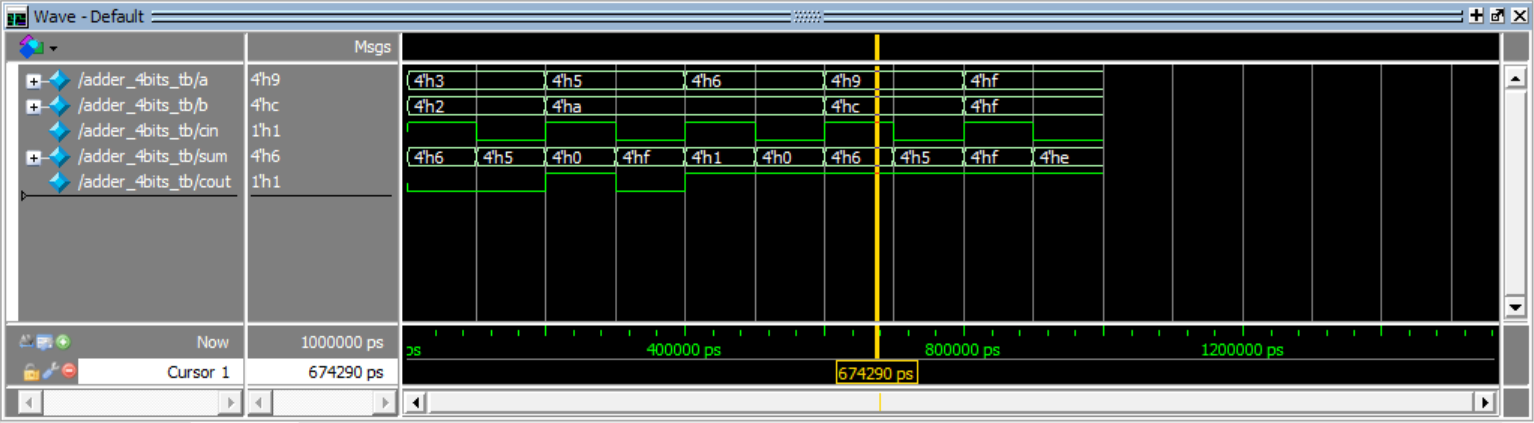 Wave - Default
Msgs
/adder_4bits_tb/a 4'h9 4'h3 4'h5 4'h6 4'h9 4'hf
/adder_4bits_tb/b 4'hc 4'h2 4'ha 4'hc 4'hf
/adder_4bits_tb/cin 1'h1
/adder_4bits_tb/sum 4'h6 4'h6 4'h5 4'h0 4'hf 4'h1 4'h0 4'h6 4'h5 4'hf 4'he
/adder_4bits_tb/cout 1'h1
Now 1000000 ps ps 400000 ps 800000 ps 1200000 ps
Cursor 1 674290 ps 674290 ps